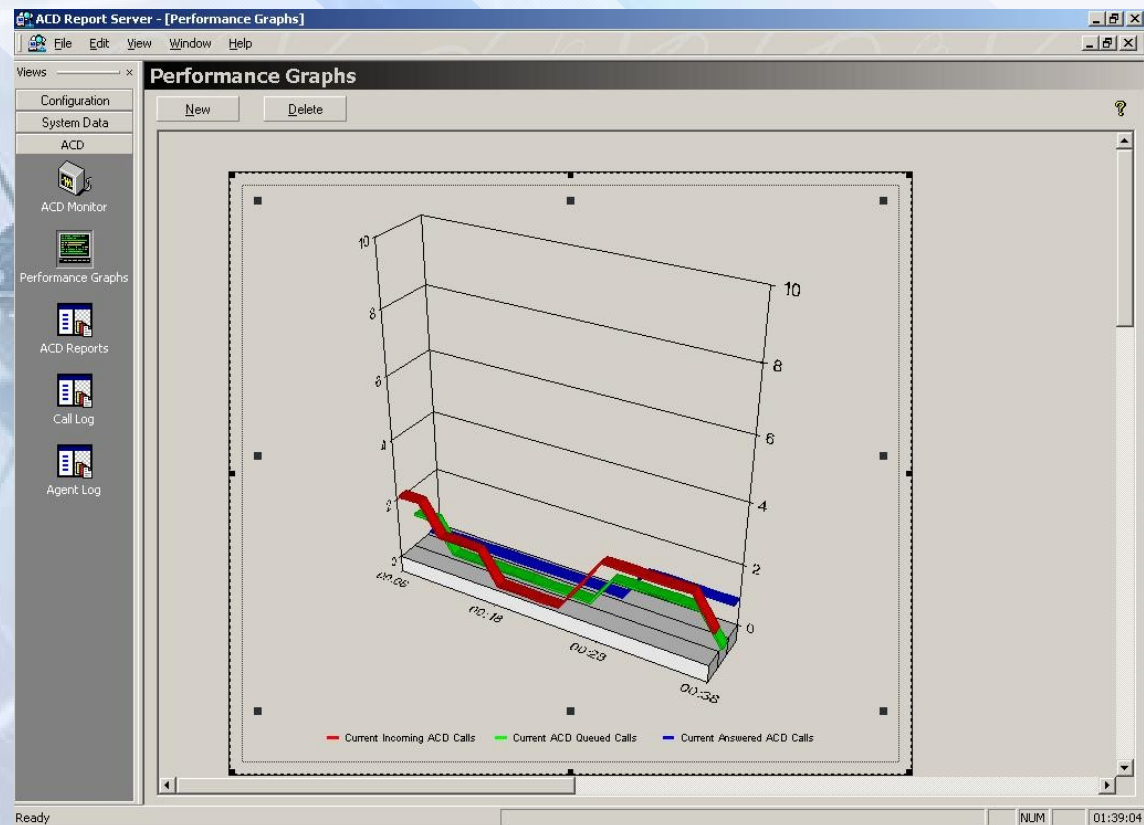 ACD Report Server - [Performance Graphs]
File Edit View Window Help
Views
Configuration
System Data
ACD
ACD Monitor
Performance Graphs
ACD Reports
Call Log
Agent Log
Performance Graphs
New Delete
10
8
6
4
2
0
10
8
6
4
2
0
00:08
00:18
00:28
00:38
Current Incoming ACD Calls Current ACD Queued Calls Current Answered ACD Calls
Ready NUM 01:39:04